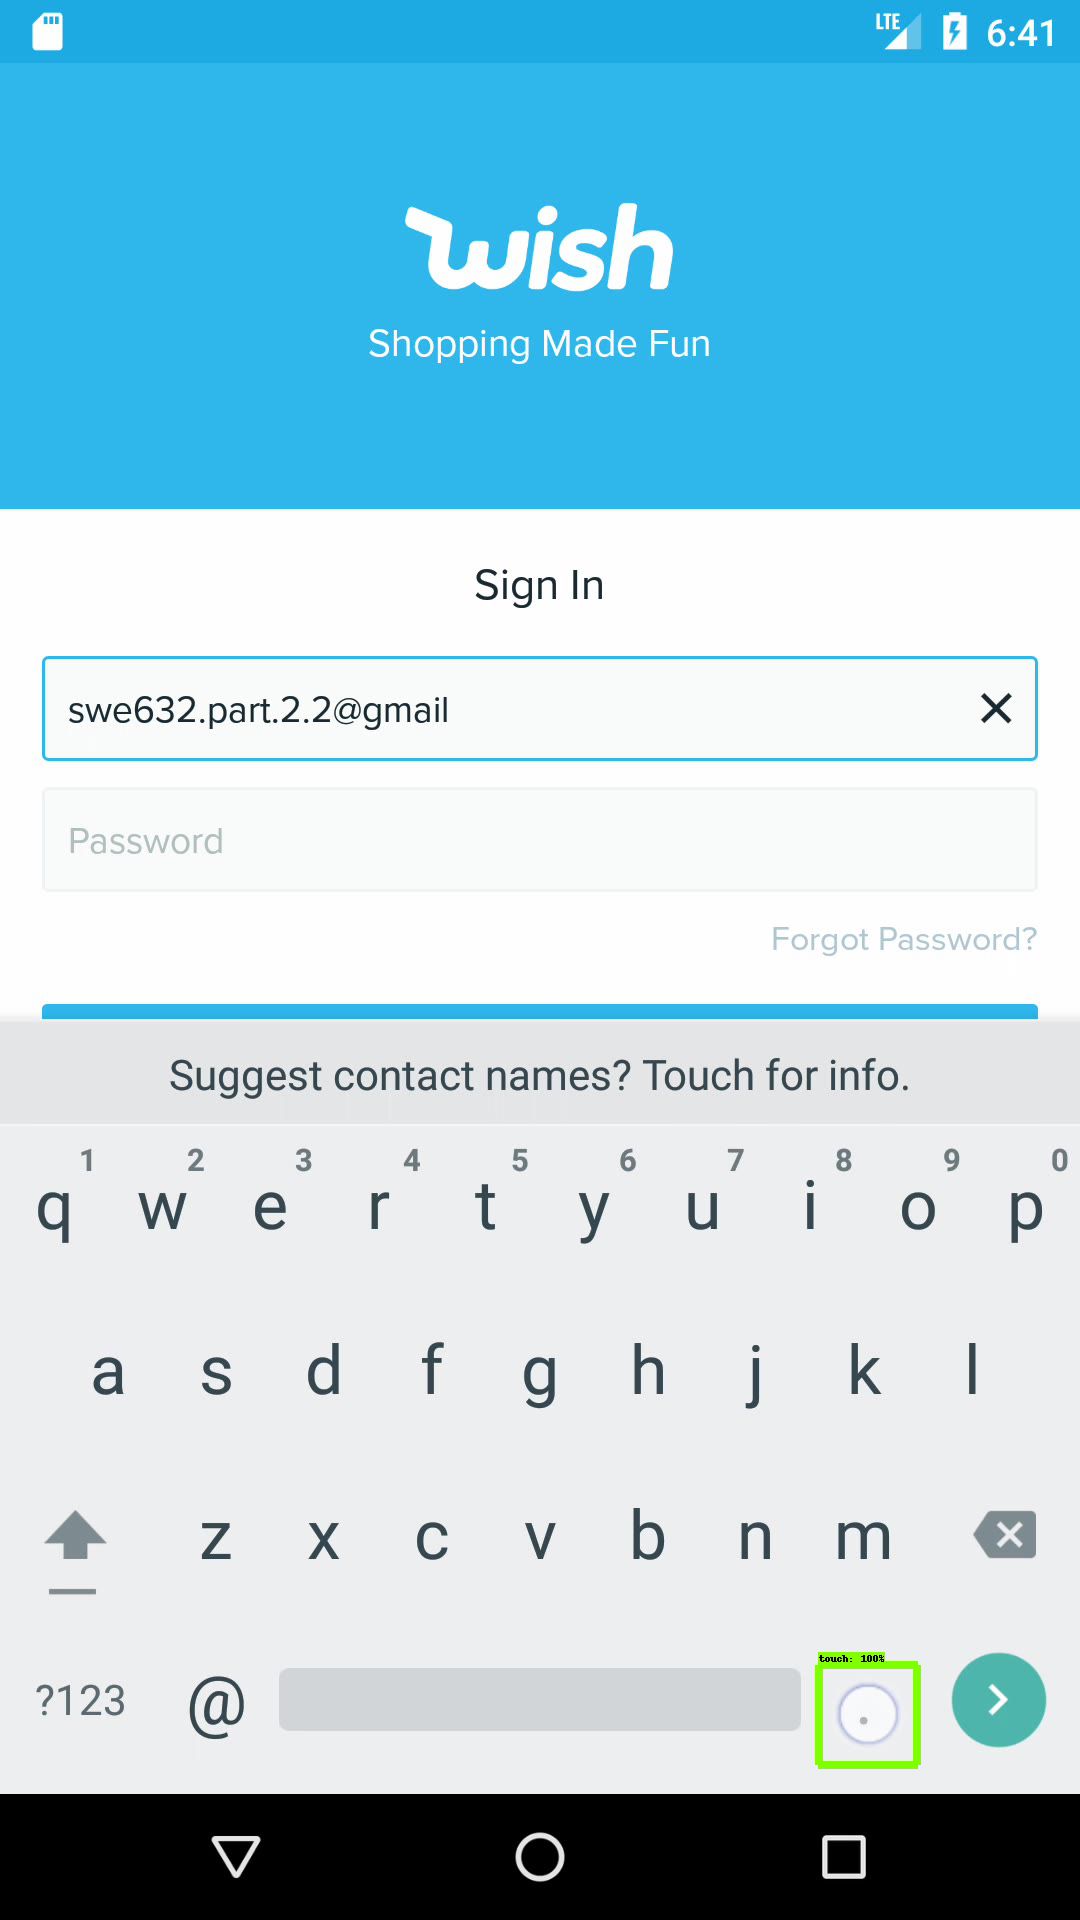 LTE 6:41
wish
Shopping Made Fun
Sign In
swe632.part.2.2@gmail
Password
Forgot Password?
Suggest contact names? Touch for info.
1 2 3 4 5 6 7 8 9 0
q w e r t y u i o p
a s d f g h j k l
z x c v b n m
touch: 100%
?123 @ .